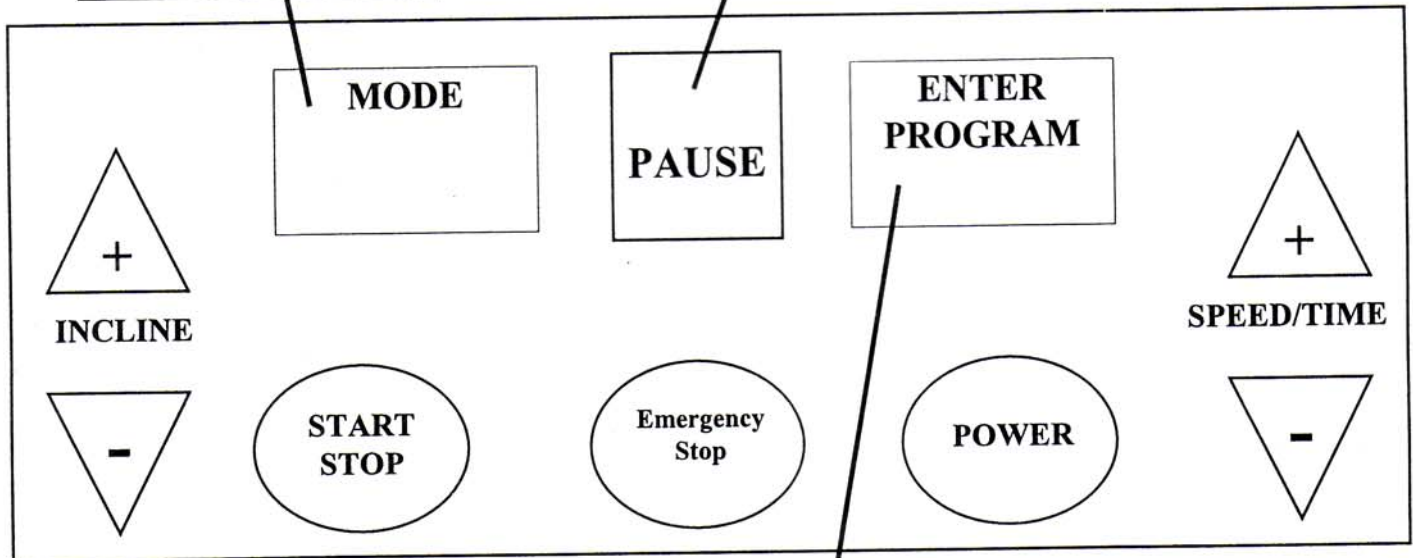 MODE
PAUSE
ENTER
PROGRAM
+
INCLINE
-
+
SPEED/TIME
-
START
STOP
Emergency
Stop
POWER